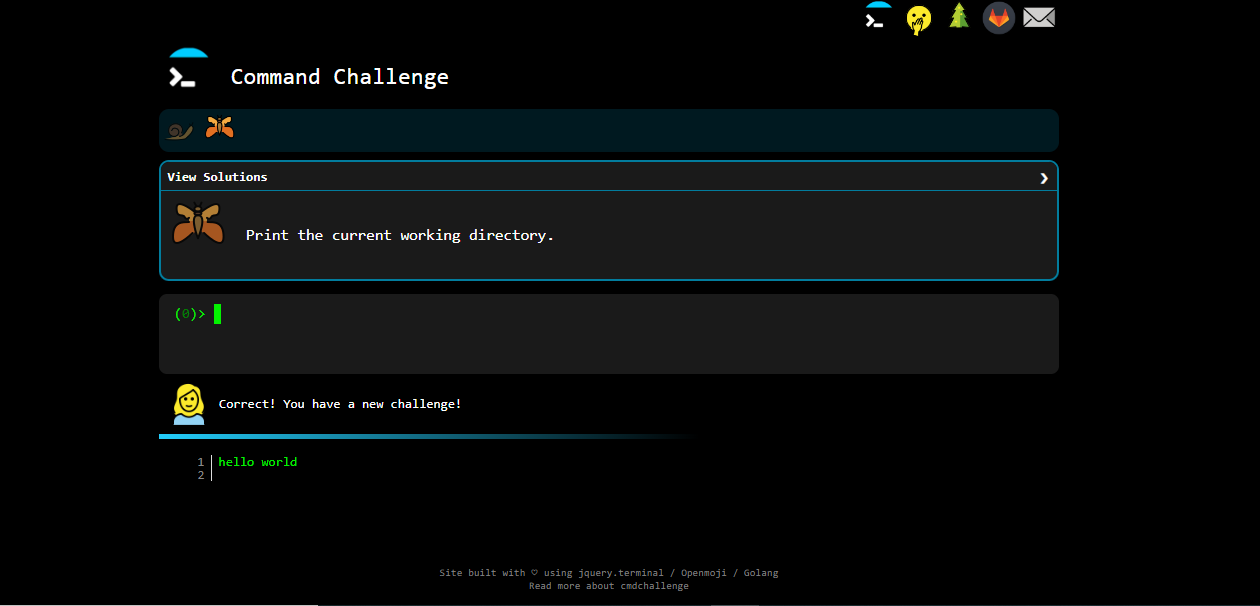 Command Challenge
View Solutions
Print the current working directory.
(0)>
Correct! You have a new challenge!
1 hello world
2
Site built with ♡ using jquery.terminal / Openmoji / Golang
Read more about cmdchallenge